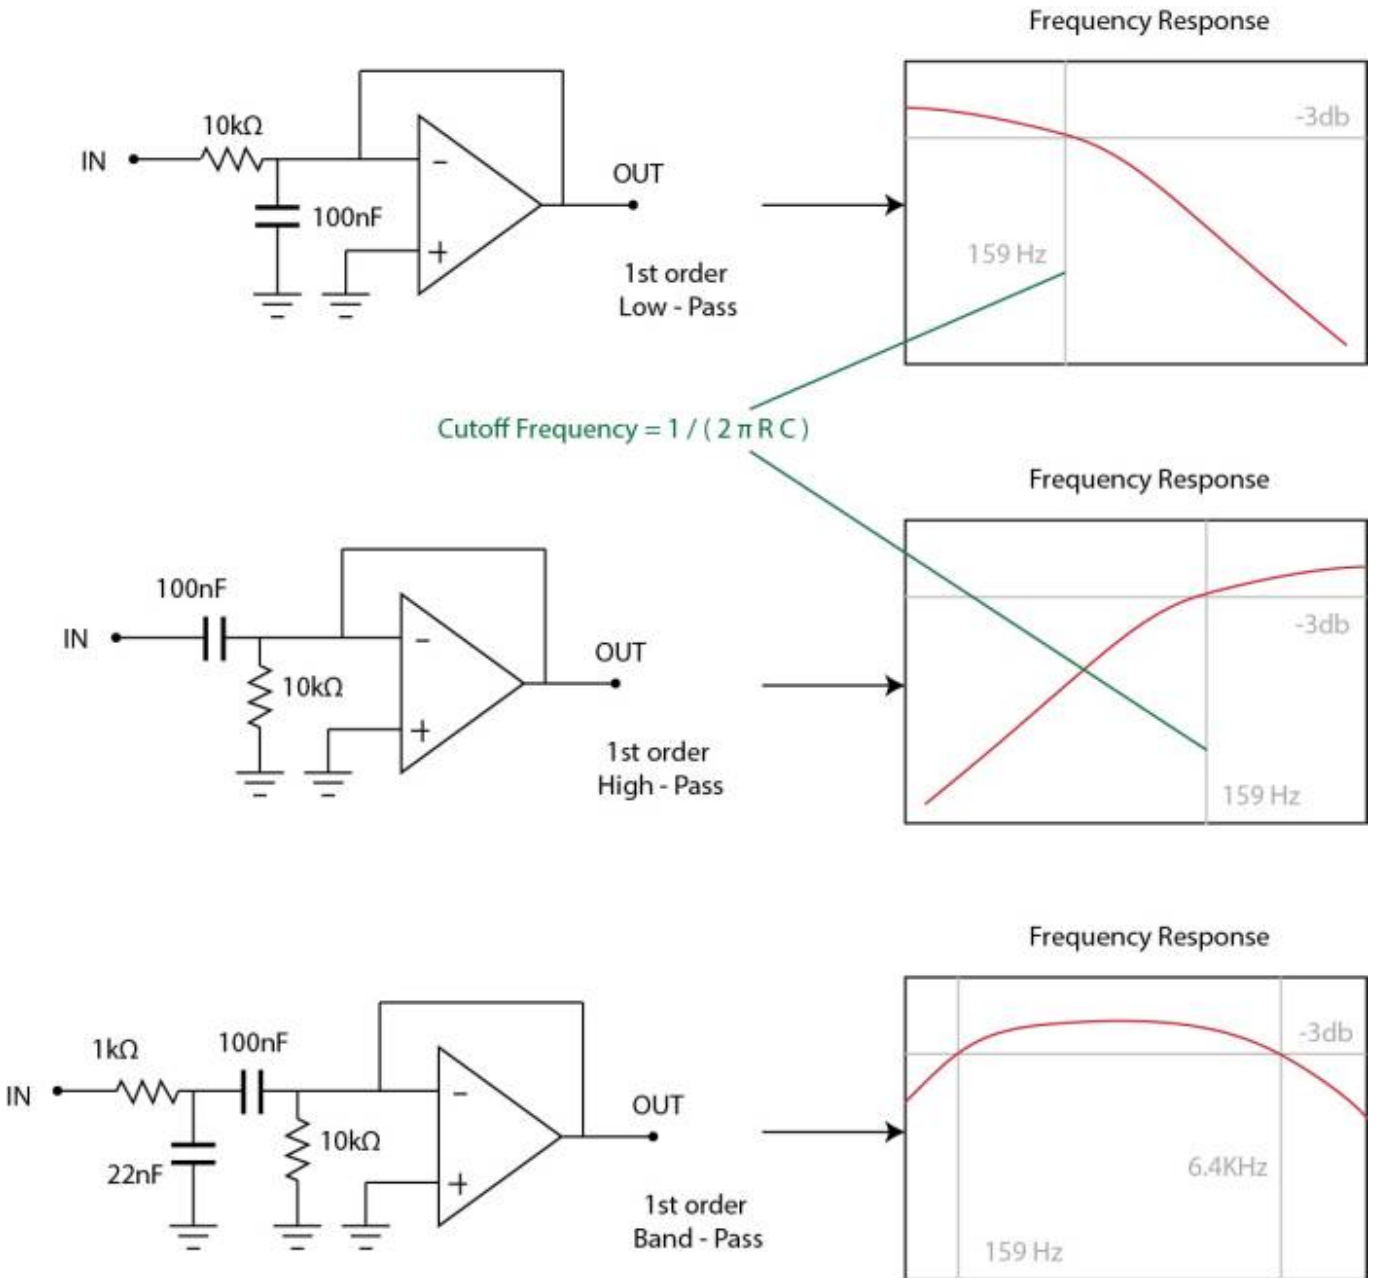 Frequency Response
10kΩ
IN
100nF
−
+
OUT
1st order
Low - Pass
-3db
159 Hz
Cutoff Frequency = 1 / ( 2 π R C )
Frequency Response
100nF
IN
10kΩ
−
+
OUT
1st order
High - Pass
-3db
159 Hz
Frequency Response
1kΩ
100nF
IN
22nF
10kΩ
−
+
OUT
1st order
Band - Pass
-3db
6.4KHz
159 Hz